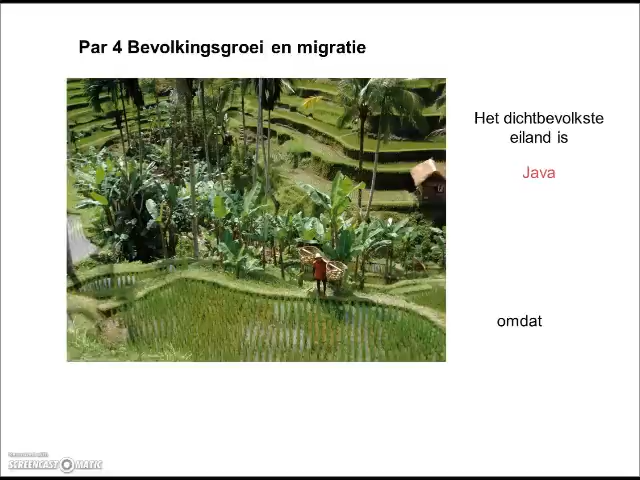 Par 4 Bevolkingsgroei en migratie
Het dichtbevolkste
eiland is
Java
omdat
SCREENCAST-O-MATIC